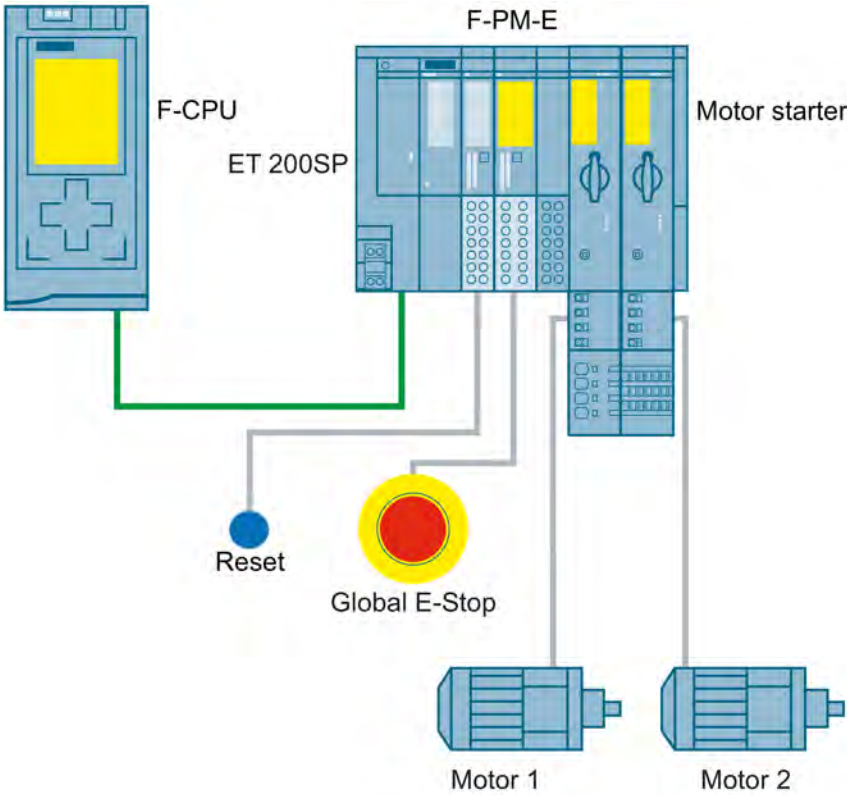 F-PM-E
F-CPU
Motor starter
ET 200SP
Reset
Global E-Stop
Motor 1
Motor 2